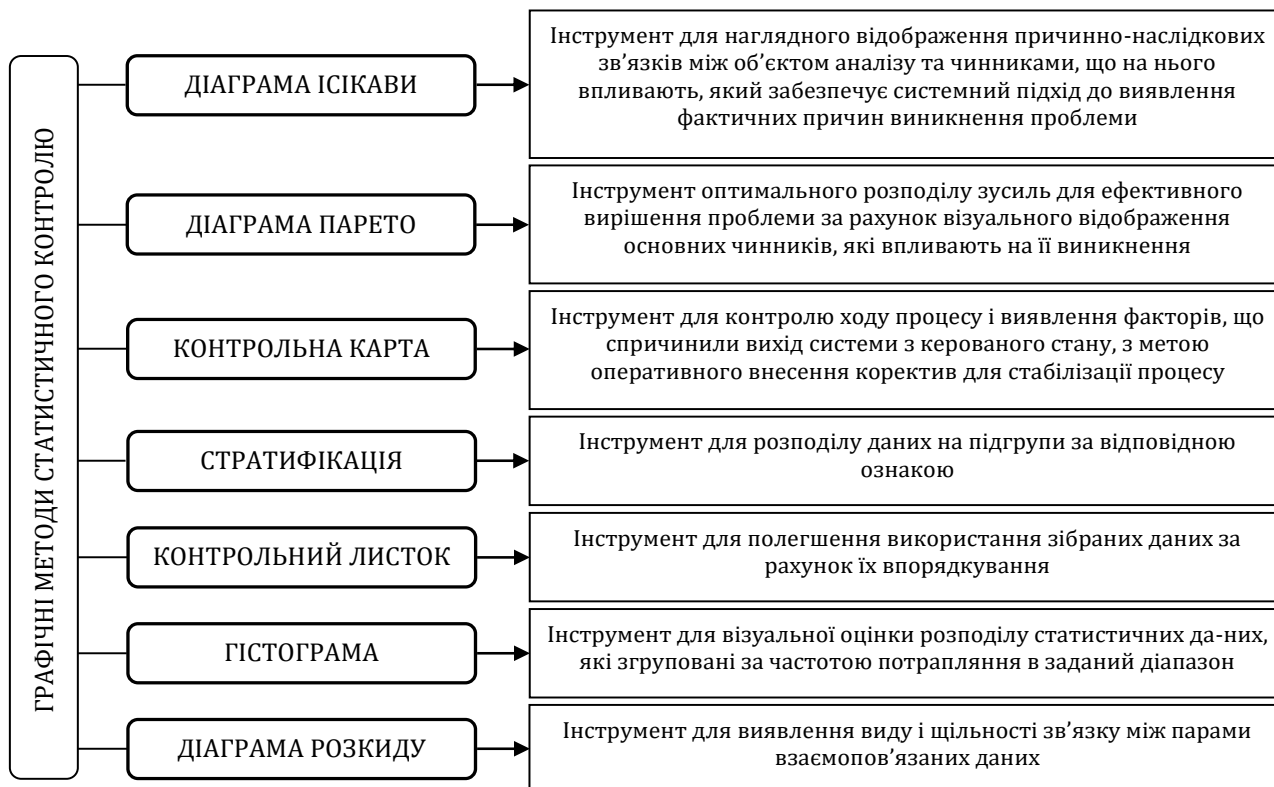 ГРАФІЧНІ МЕТОДИ СТАТИСТИЧНОГО КОНТРОЛЮ
ДІАГРАМА ІСІКАВИ
Інструмент для наглядного відображення причинно-наслідкових
зв’язків між об’єктом аналізу та чинниками, що на нього
впливають, який забезпечує системний підхід до виявлення
фактичних причин виникнення проблеми
ДІАГРАМА ПАРЕТО
Інструмент оптимального розподілу зусиль для ефективного
вирішення проблеми за рахунок візуального відображення
основних чинників, які впливають на її виникнення
КОНТРОЛЬНА КАРТА
Інструмент для контролю ходу процесу і виявлення факторів, що
спричинили вихід системи з керованого стану, з метою
оперативного внесення коректив для стабілізації процесу
СТРАТИФІКАЦІЯ
Інструмент для розподілу даних на підгрупи за відповідною
ознакою
КОНТРОЛЬНИЙ ЛИСТОК
Інструмент для полегшення використання зібраних даних за
рахунок їх впорядкування
ГІСТОГРАМА
Інструмент для візуальної оцінки розподілу статистичних да-них,
які згруповані за частотою потрапляння в заданий діапазон
ДІАГРАМА РОЗКИДУ
Інструмент для виявлення виду і щільності зв’язку між парами
взаємопов’язаних даних